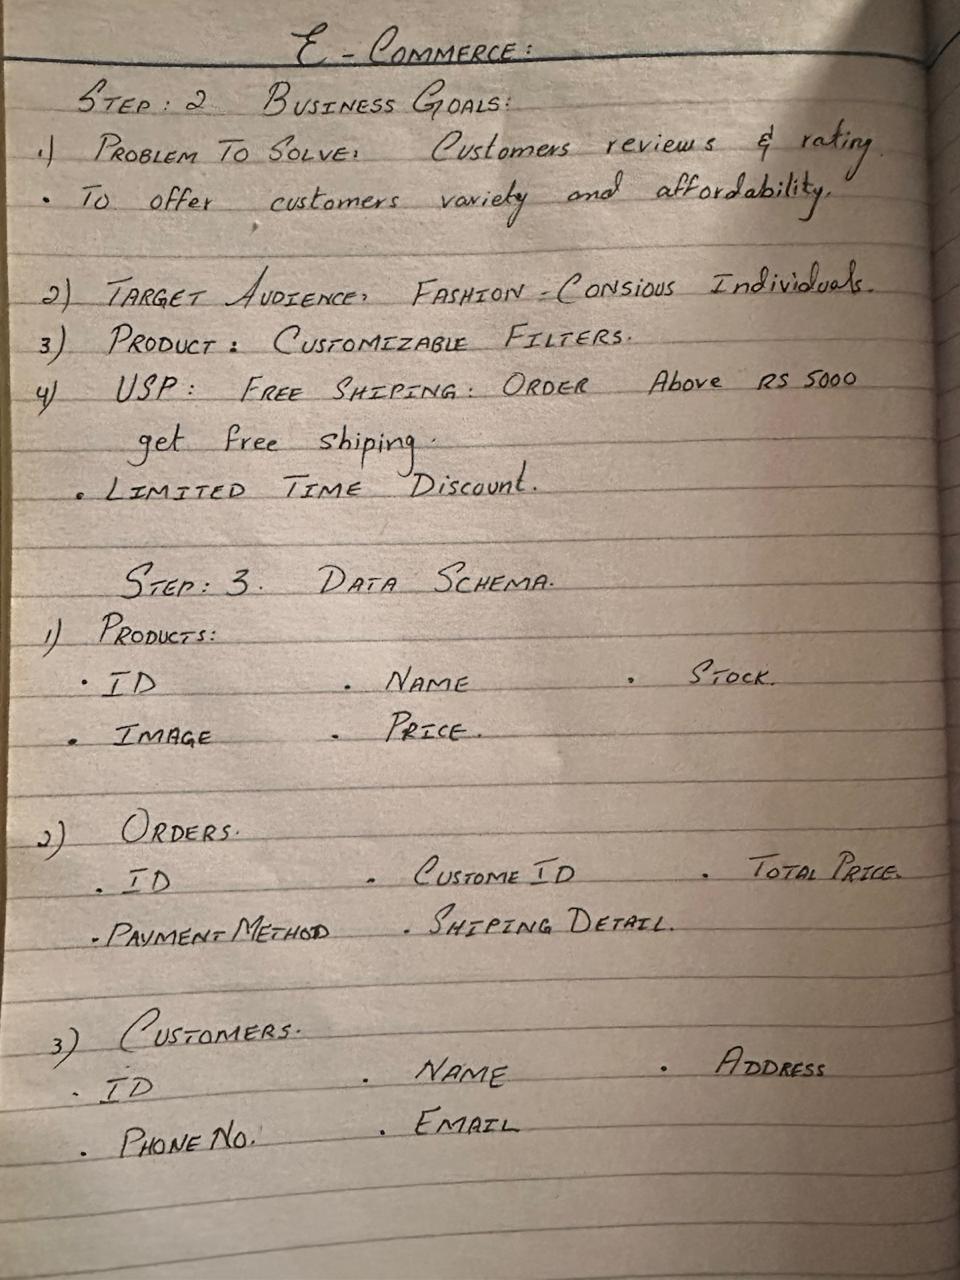 E-COMMERCE:
STEP: 2 BUSINESS GOALS:
1) PROBLEM TO SOLVE: Customers reviews & rating.
• To offer customers variety and affordability.
2) TARGET AUDIENCE: FASHION-CONSIOUS Individuals.
3) PRODUCT: CUSTOMIZABLE FILTERS.
4) USP: FREE SHIPING: ORDER Above RS 5000
get free shiping.
• LIMITED TIME Discount.
STEP: 3. DATA SCHEMA.
1) PRODUCTS:
• ID • NAME • STOCK.
• IMAGE • PRICE.
2) ORDERS.
• ID • CUSTOME ID • TOTAL PRICE.
• PAYMENT METHOD • SHIPING DETAIL.
3) CUSTOMERS.
• ID • NAME • ADDRESS
• PHONE NO. • EMAIL